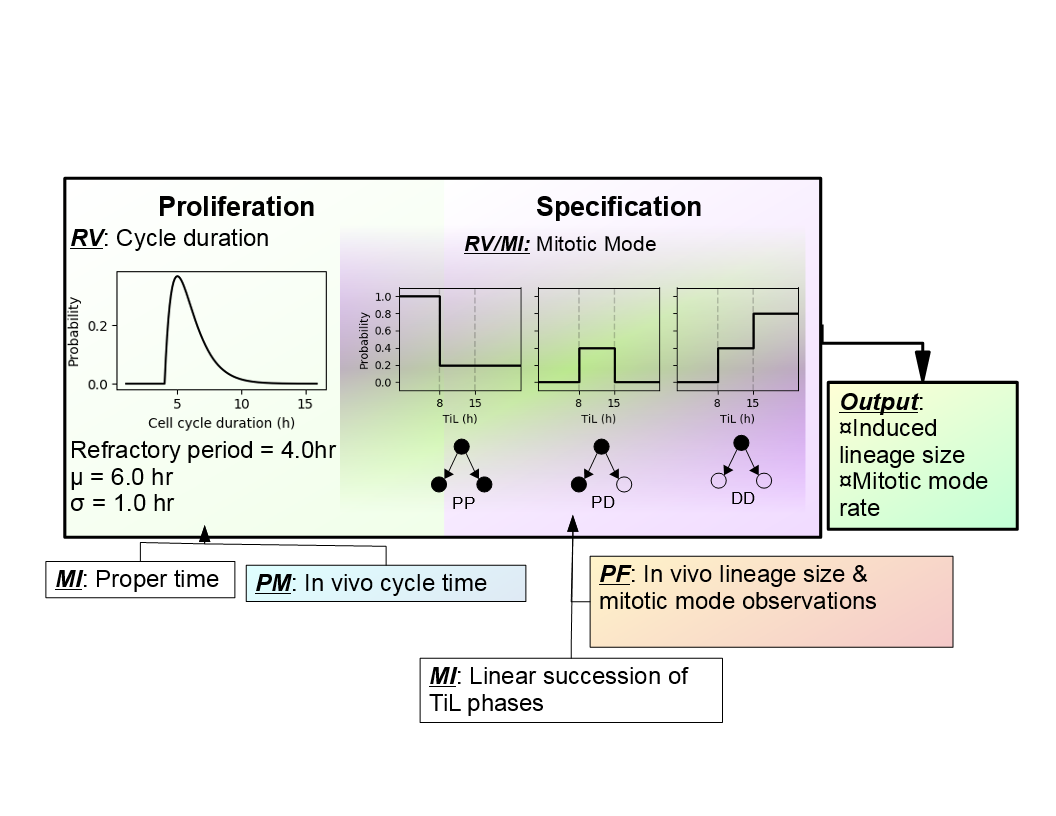 Proliferation
Specification
RV: Cycle duration
RV/MI: Mitotic Mode
Probability
0.2
0.0
5
10
15
Cell cycle duration (h)
Refractory period = 4.0hr
μ = 6.0 hr
σ = 1.0 hr
Probability
1.0
0.8
0.6
0.4
0.2
0.0
8
15
TiL (h)
8
15
TiL (h)
8
15
TiL (h)
PP
PD
DD
Output:
¤Induced
lineage size
¤Mitotic mode
rate
MI: Proper time
PM: In vivo cycle time
PF: In vivo lineage size &
mitotic mode observations
MI: Linear succession of
TiL phases